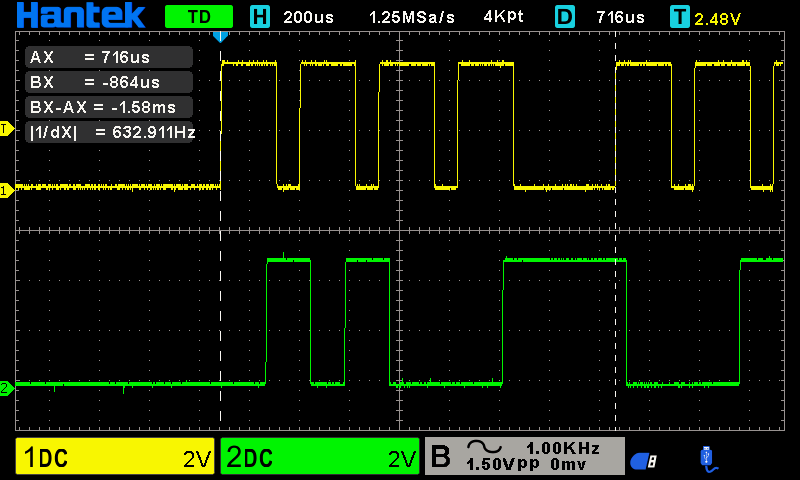 Hantek TD H 200us 1.25MSa/s 4Kpt D 716us T 2.48V
AX = 716us
BX = -864us
BX-AX = -1.58ms
|1/dX| = 632.911Hz
T
1
2
1DC 2V 2DC 2V B 1.00KHz
1.50Vpp 0mv